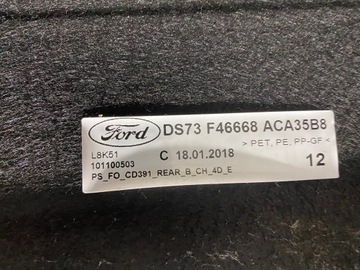 Ford DS73 F46668 ACA35B8
> PET, PE, PP-GF <
L8K51
101100503
C 18.01.2018
12
PS_FO_CD391_REAR_B_CH_4D_E